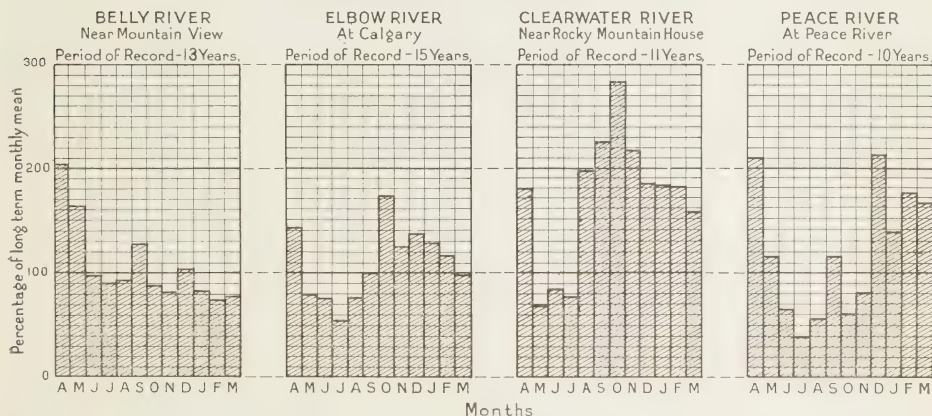 BELLY RIVER
Near Mountain View
Period of Record - 13 Years,
ELBOW RIVER
At Calgary
Period of Record - 15 Years,
CLEARWATER RIVER
Near Rocky Mountain House
Period of Record - 11 Years,
PEACE RIVER
At Peace River
Period of Record - 10 Years,
Percentage of long term monthly mean
300
200
100
0
A M J J A S O N D J F M
A M J J A S O N D J F M
A M J J A S O N D J F M
A M J J A S O N D J F M
Months